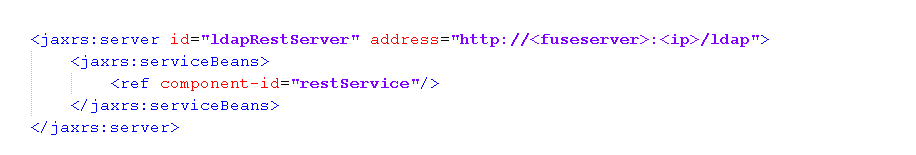 <jaxrs:server id="ldapRestServer" address="http://<fuseserver>:<ip>/ldap">
<jaxrs:serviceBeans>
<ref component-id="restService"/>
</jaxrs:serviceBeans>
</jaxrs:server>